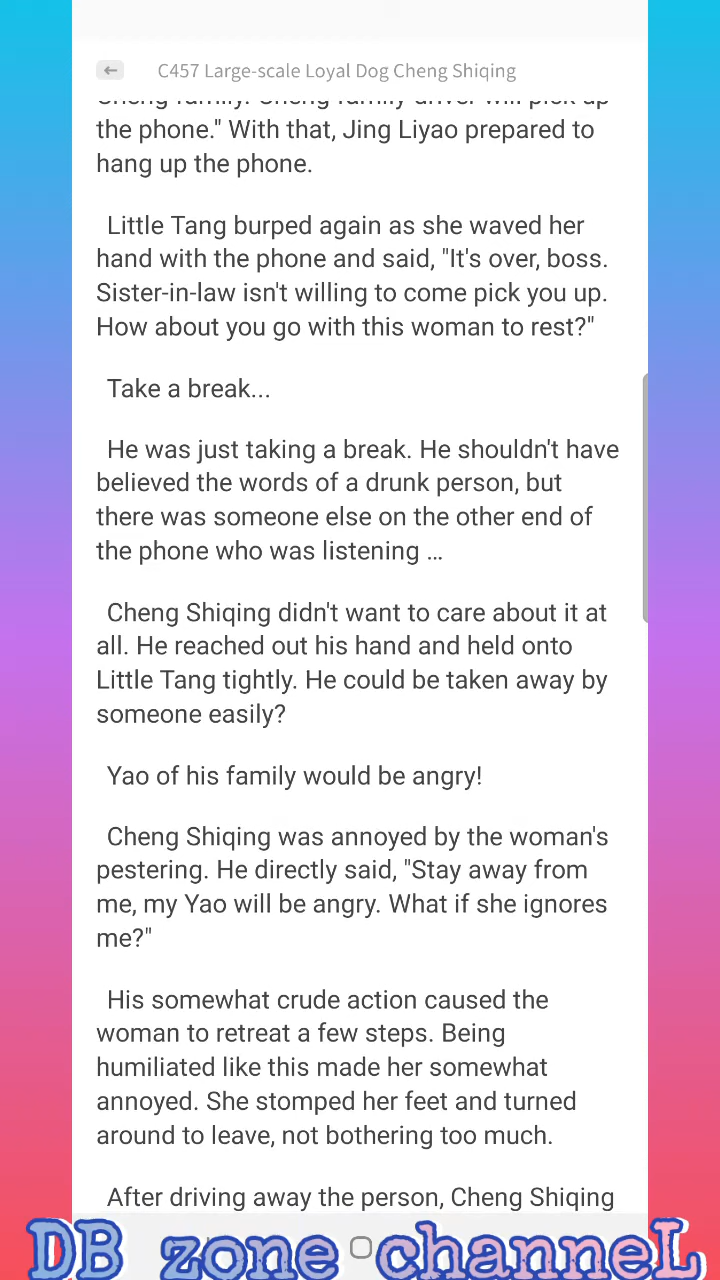 C457 Large-scale Loyal Dog Cheng Shiqing
Cheng family! Cheng family driver will pick up
the phone." With that, Jing Liyao prepared to
hang up the phone.
Little Tang burped again as she waved her
hand with the phone and said, "It's over, boss.
Sister-in-law isn't willing to come pick you up.
How about you go with this woman to rest?"
Take a break...
He was just taking a break. He shouldn't have
believed the words of a drunk person, but
there was someone else on the other end of
the phone who was listening ...
Cheng Shiqing didn't want to care about it at
all. He reached out his hand and held onto
Little Tang tightly. He could be taken away by
someone easily?
Yao of his family would be angry!
Cheng Shiqing was annoyed by the woman's
pestering. He directly said, "Stay away from
me, my Yao will be angry. What if she ignores
me?"
His somewhat crude action caused the
woman to retreat a few steps. Being
humiliated like this made her somewhat
annoyed. She stomped her feet and turned
around to leave, not bothering too much.
After driving away the person, Cheng Shiqing
DB zone channeL